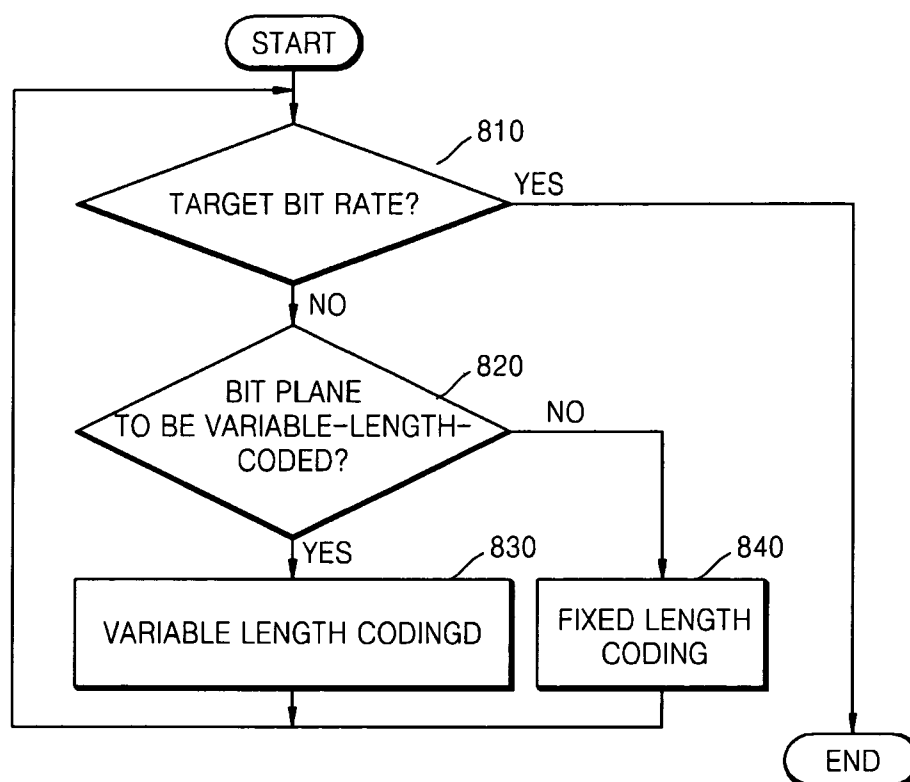 START
810
TARGET BIT RATE?
YES
NO
820
BIT PLANE
TO BE VARIABLE-LENGTH-
CODED?
NO
YES
830
840
VARIABLE LENGTH CODINGD
FIXED LENGTH
CODING
END